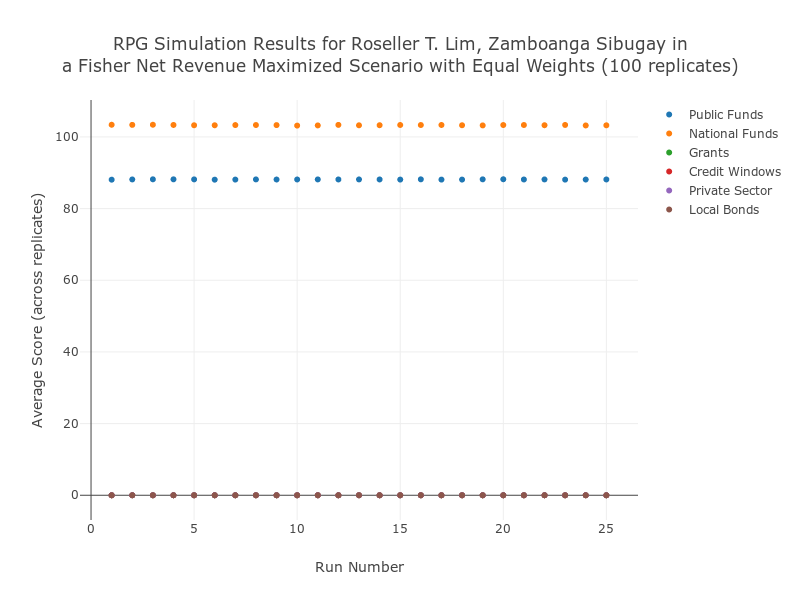 RPG Simulation Results for Roseller T. Lim, Zamboanga Sibugay in
a Fisher Net Revenue Maximized Scenario with Equal Weights (100 replicates)
Public Funds
National Funds
Grants
Credit Windows
Private Sector
Local Bonds
Average Score (across replicates)
100
80
60
40
20
0
0 5 10 15 20 25
Run Number